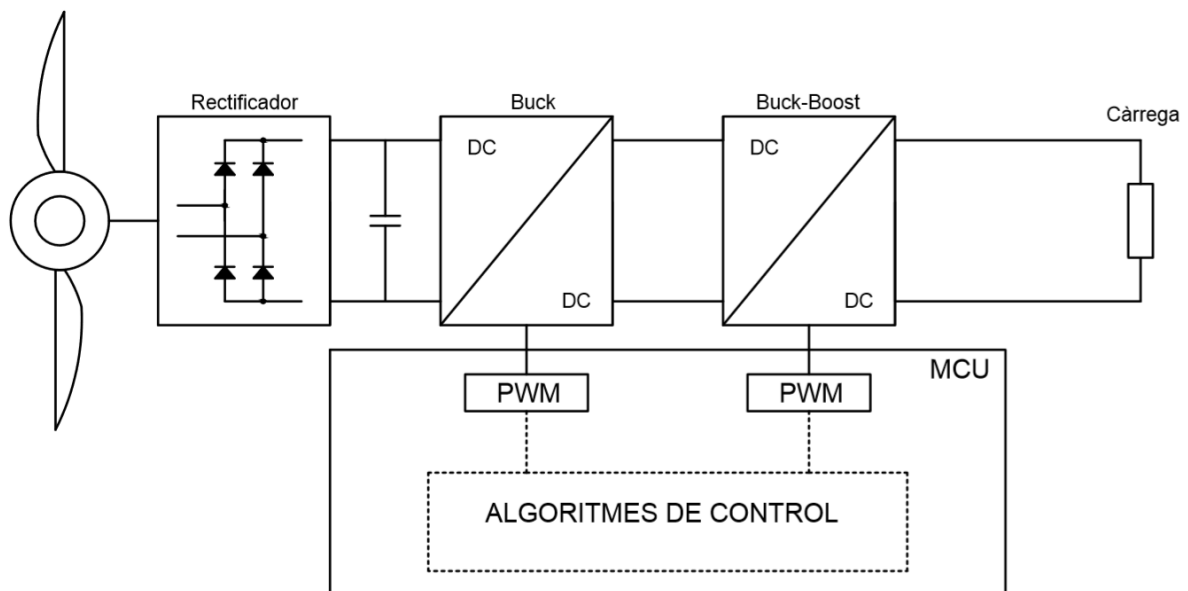 Rectificador
Buck
Buck-Boost
Càrrega
DC
DC
DC
DC
MCU
PWM
PWM
ALGORITMES DE CONTROL